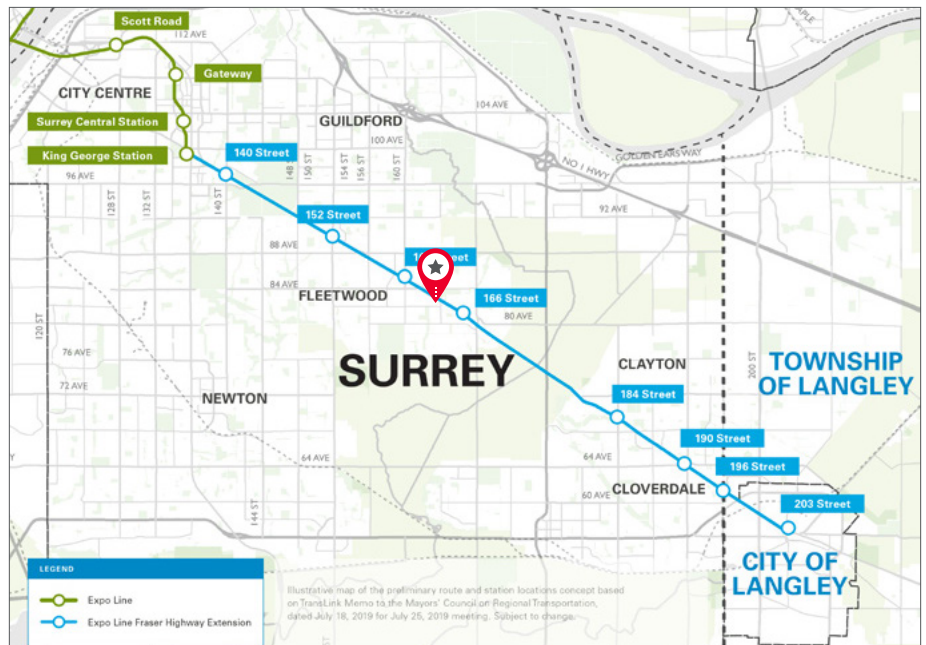 Scott Road
112 AVE
Gateway
CITY CENTRE
Surrey Central Station
GUILDFORD
104 AVE
100 AVE
King George Station
140 Street
148 ST
150 ST
154 ST
156 ST
160 ST
NO 1 HWY
GOLDEN EARS WAY
96 AVE
128 ST
132 ST
140 ST
152 Street
92 AVE
88 AVE
84 AVE
FLEETWOOD
166 Street
80 AVE
120 ST
76 AVE
72 AVE
SURREY
NEWTON
CLAYTON
200 ST
TOWNSHIP
OF LANGLEY
184 Street
190 Street
64 AVE
64 AVE
196 Street
144 ST
60 AVE
CLOVERDALE
203 Street
CITY OF
LANGLEY
LEGEND
Expo Line
Expo Line Fraser Highway Extension
Illustrative map of the preliminary route and station locations concept based
on TransLink Memo to the Mayors' Council on Regional Transportation,
dated July 18, 2019 for July 25, 2019 meeting. Subject to change.